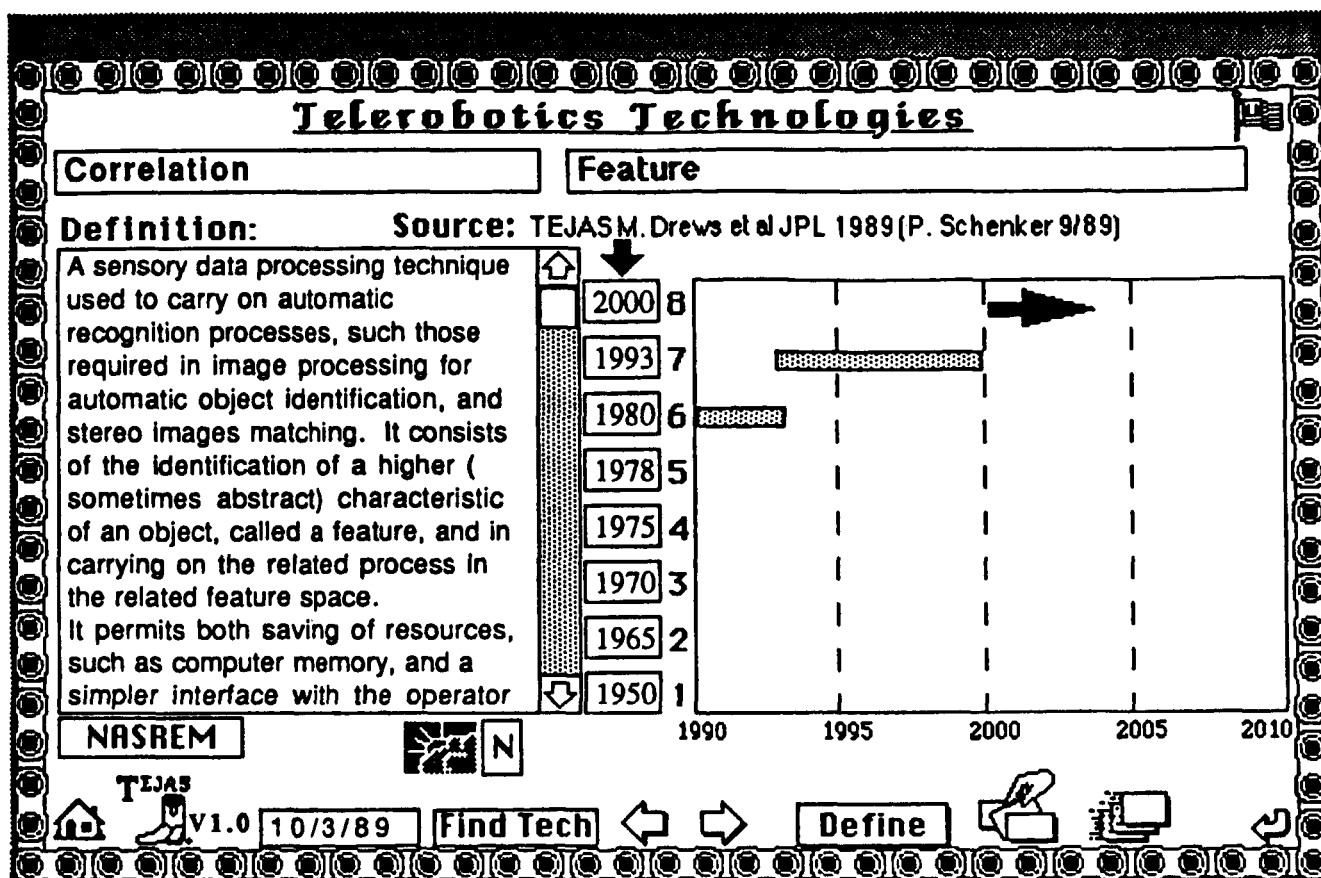 Telerobotics Technologies
Correlation
Feature
Definition:
Source: TEJAS M. Drews et al JPL 1989 (P. Schenker 9/89)
A sensory data processing technique
used to carry on automatic
recognition processes, such those
required in image processing for
automatic object identification, and
stereo images matching. It consists
of the identification of a higher (
sometimes abstract) characteristic
of an object, called a feature, and in
carrying on the related process in
the related feature space.
It permits both saving of resources,
such as computer memory, and a
simpler interface with the operator
2000 8
1993 7
1980 6
1978 5
1975 4
1970 3
1965 2
1950 1
1990 1995 2000 2005 2010
NASREM
N
TEJAS
V1.0
10/3/89
Find Tech
Define